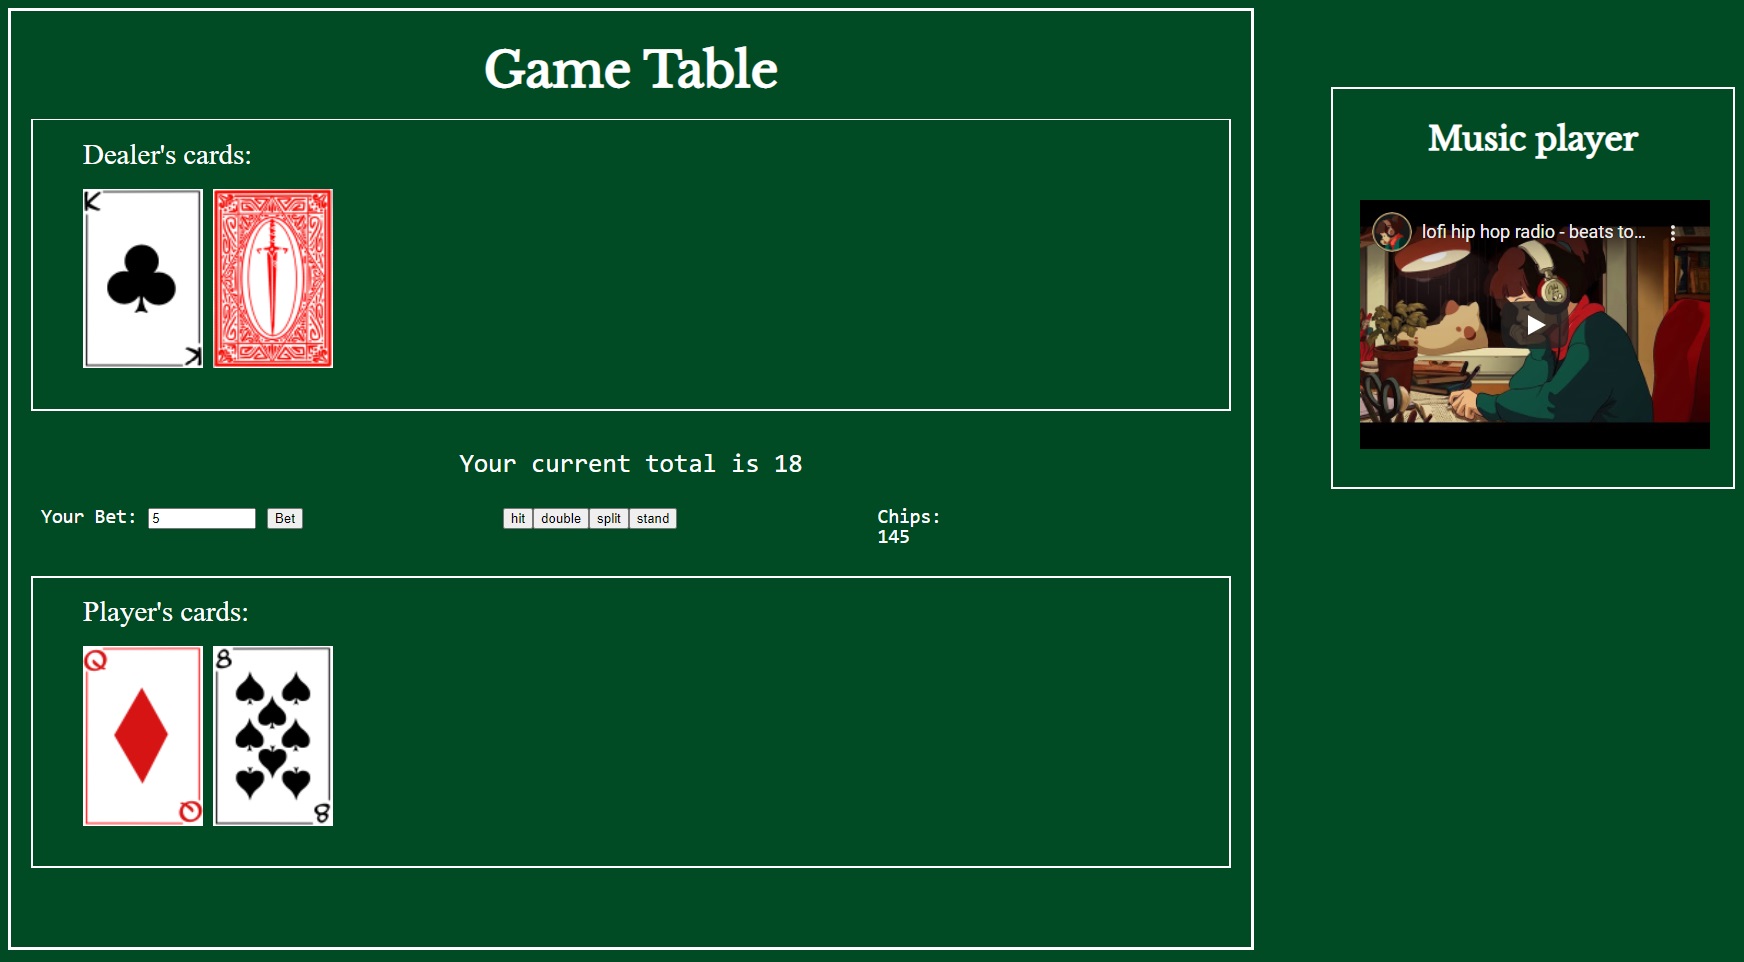 Game Table
Dealer's cards:
K
K
Your current total is 18
Your Bet: 5 Bet
hit double split stand
Chips:
145
Player's cards:
Q
8
Q
8
Music player
lofi hip hop radio - beats to...